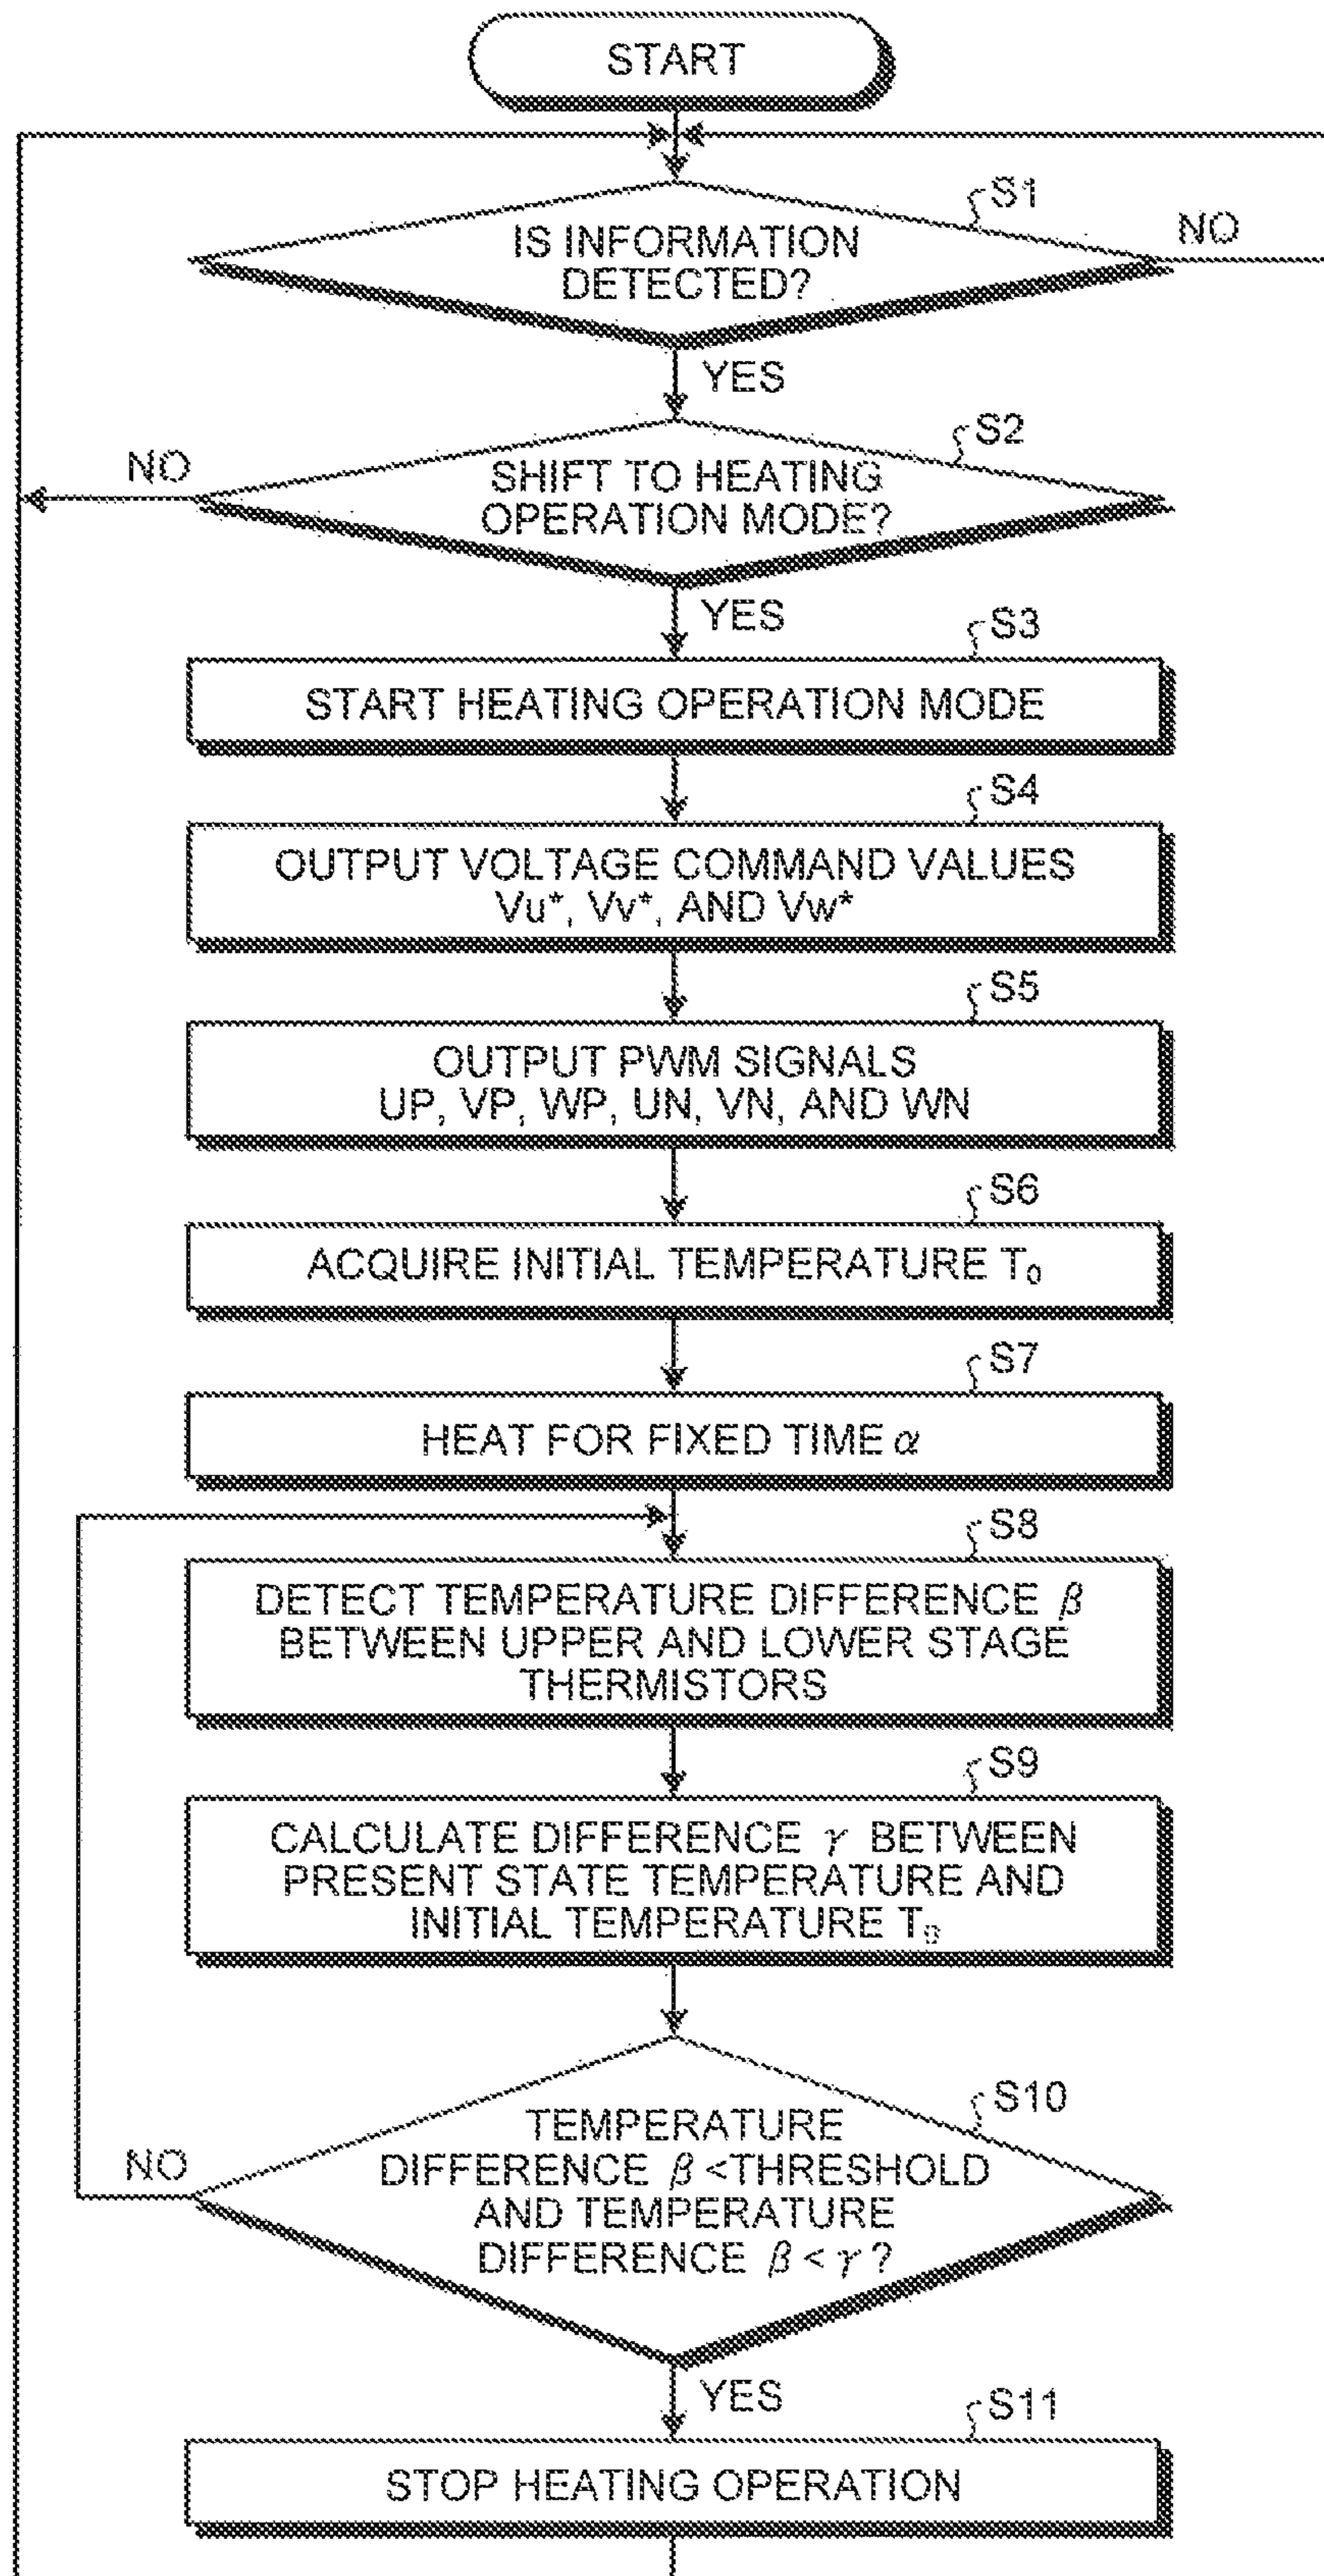 START
S1
IS INFORMATION
DETECTED?
NO
YES
S2
SHIFT TO HEATING
OPERATION MODE?
NO
YES
S3
START HEATING OPERATION MODE
S4
OUTPUT VOLTAGE COMMAND VALUES
Vu*, Vv*, AND Vw*
S5
OUTPUT PWM SIGNALS
UP, VP, WP, UN, VN, AND WN
S6
ACQUIRE INITIAL TEMPERATURE T₀
S7
HEAT FOR FIXED TIME α
S8
DETECT TEMPERATURE DIFFERENCE β
BETWEEN UPPER AND LOWER STAGE
THERMISTORS
S9
CALCULATE DIFFERENCE γ BETWEEN
PRESENT STATE TEMPERATURE AND
INITIAL TEMPERATURE T₀
S10
TEMPERATURE
DIFFERENCE β <THRESHOLD
AND TEMPERATURE
DIFFERENCE β < γ ?
NO
YES
S11
STOP HEATING OPERATION